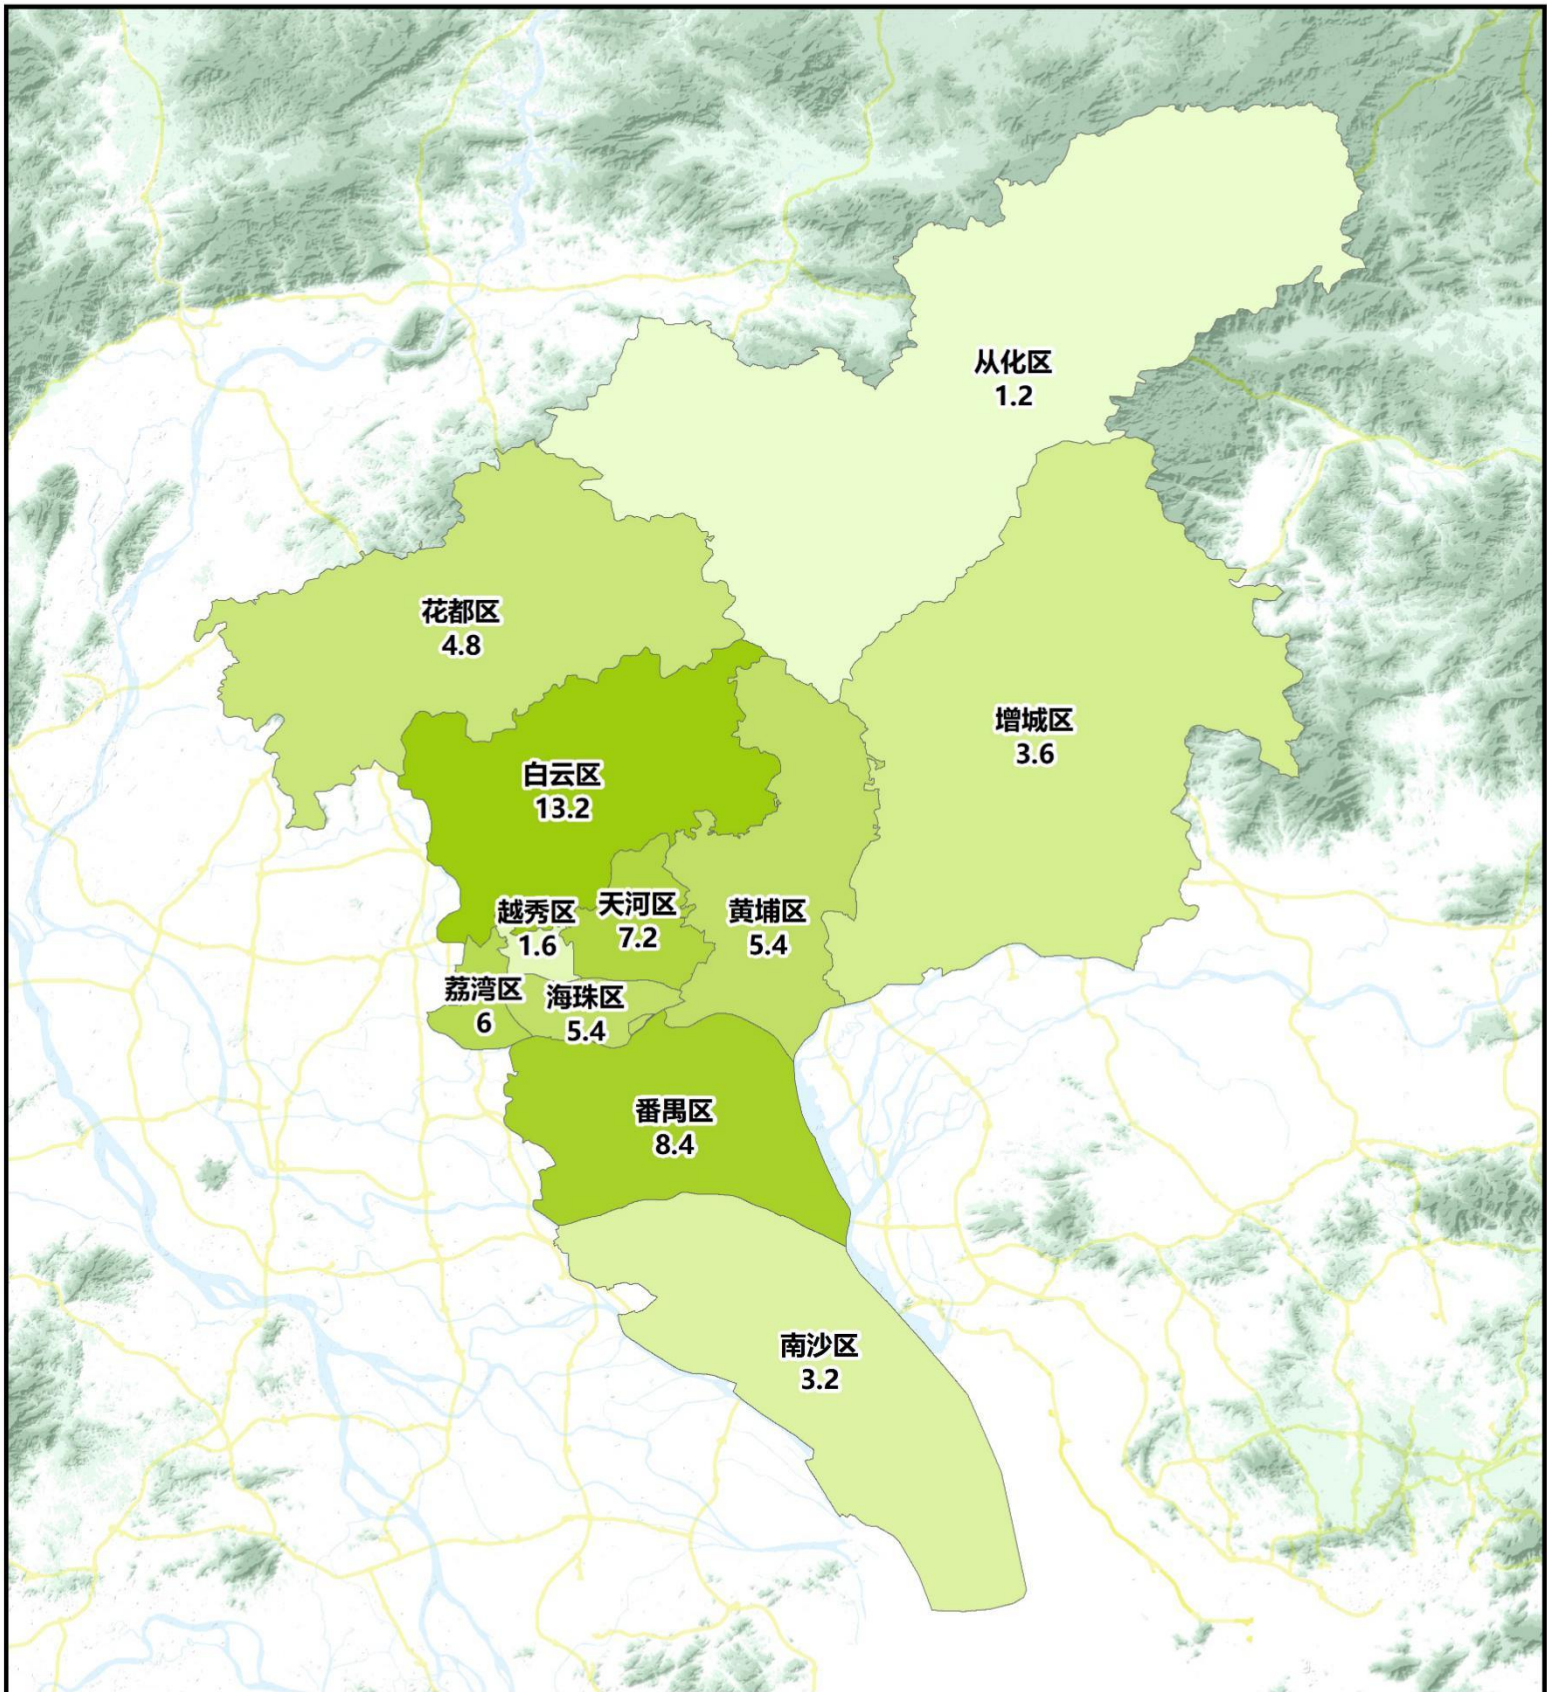 从化区
1.2
花都区
4.8
增城区
3.6
白云区
13.2
越秀区
1.6
天河区
7.2
黄埔区
5.4
荔湾区
6
海珠区
5.4
番禺区
8.4
南沙区
3.2